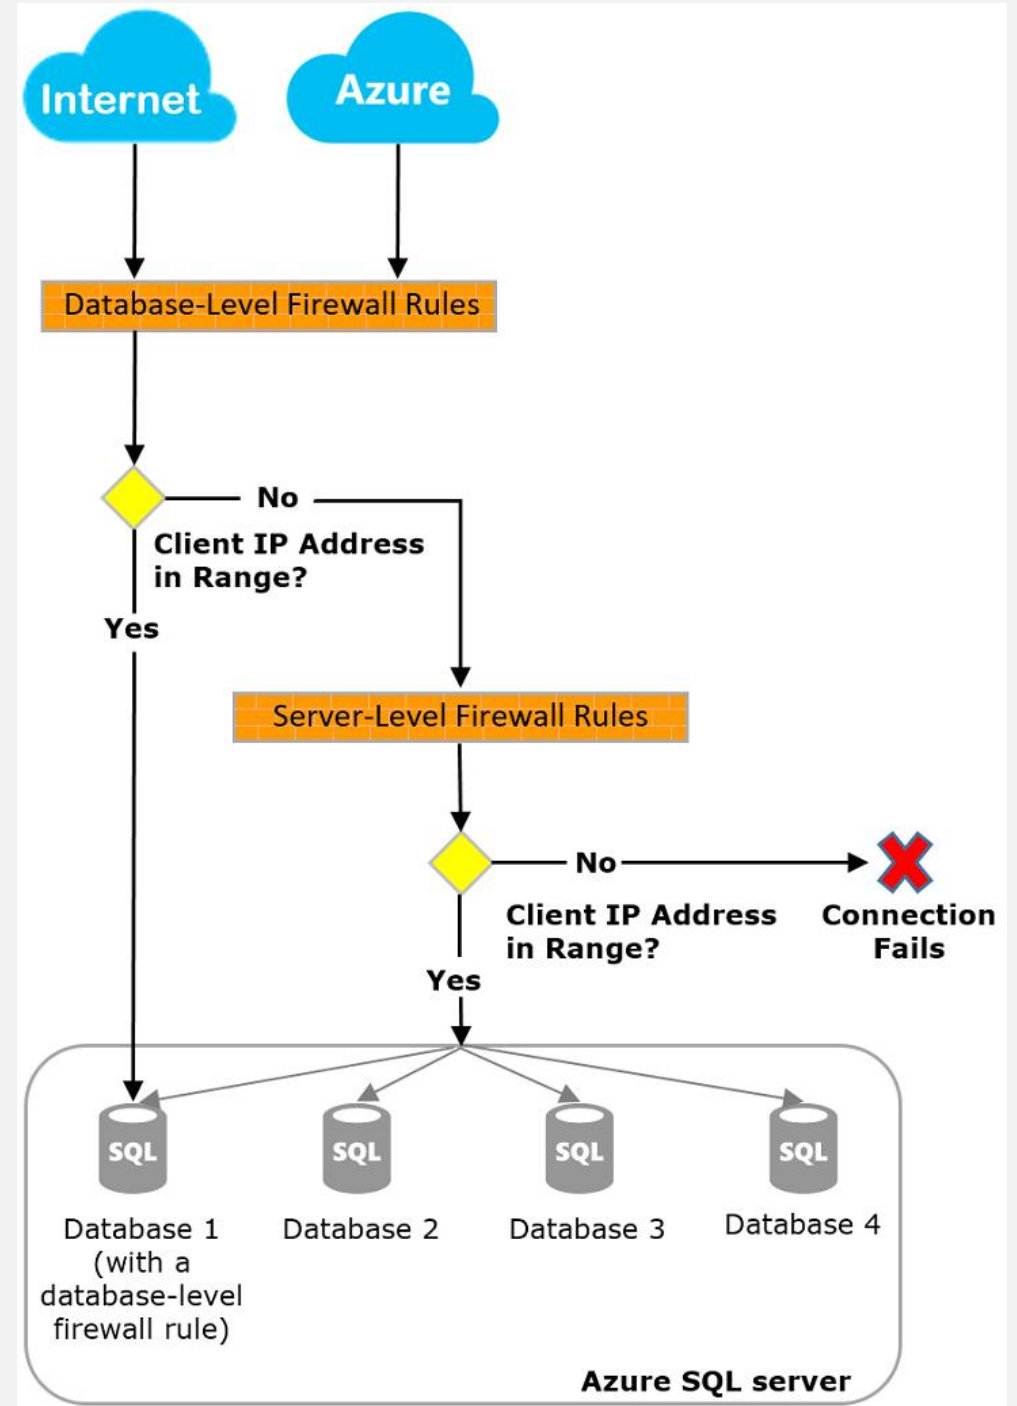 Internet
Azure
Database-Level Firewall Rules
No
Client IP Address
in Range?
Yes
Server-Level Firewall Rules
No
Client IP Address
in Range?
Connection
Fails
Yes
SQL
SQL
SQL
SQL
Database 1
(with a
database-level
firewall rule)
Database 2
Database 3
Database 4
Azure SQL server